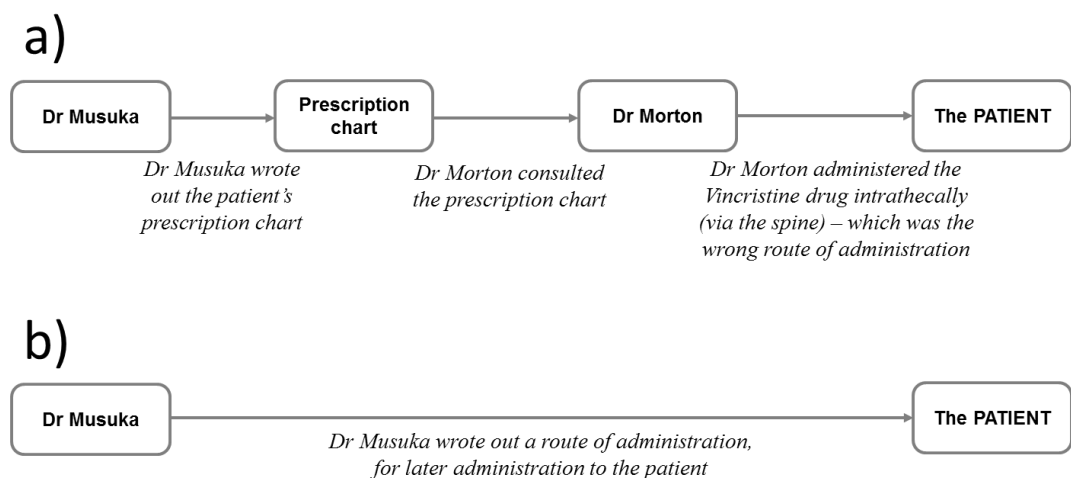 a)
Dr Musuka
Prescription
chart
Dr Morton
The PATIENT
Dr Musuka wrote
out the patient’s
prescription chart
Dr Morton consulted
the prescription chart
Dr Morton administered the
Vincristine drug intrathecally
(via the spine) – which was the
wrong route of administration
b)
Dr Musuka
The PATIENT
Dr Musuka wrote out a route of administration,
for later administration to the patient